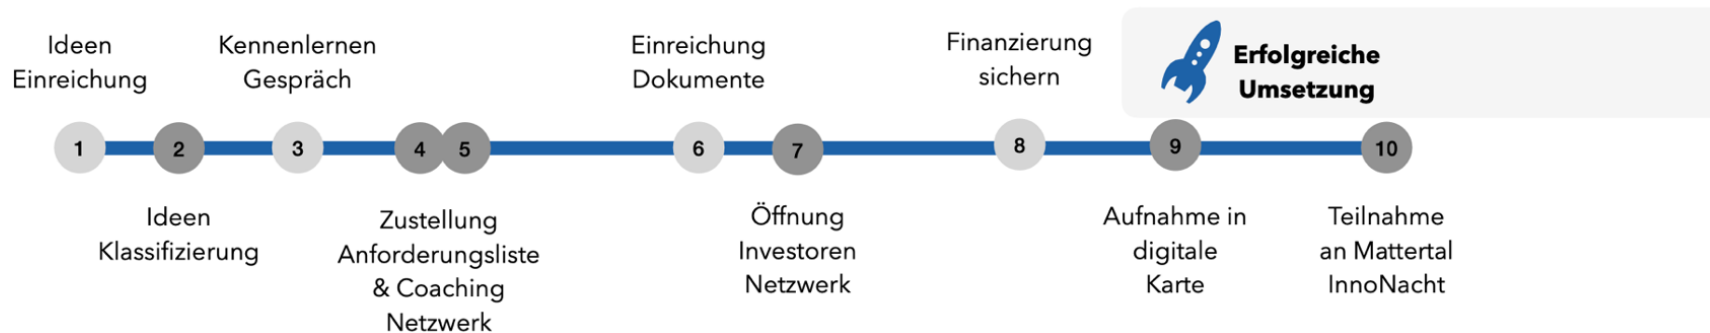 Ideen
Einreichung
Kennenlernen
Gespräch
Einreichung
Dokumente
Finanzierung
sichern
Erfolgreiche
Umsetzung
1 2 3 4 5 6 7 8 9 10
Ideen
Klassifizierung
Zustellung
Anforderungsliste
& Coaching
Netzwerk
Öffnung
Investoren
Netzwerk
Aufnahme in
digitale
Karte
Teilnahme
an Mattertal
InnoNacht